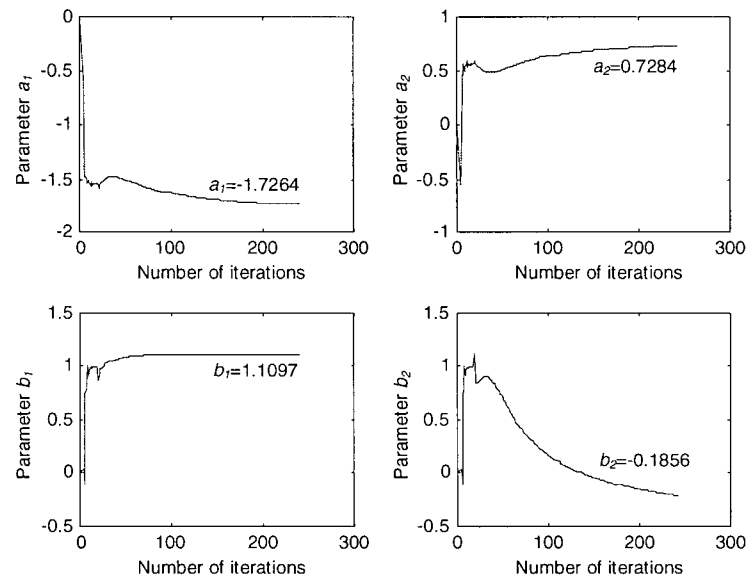 0
-0.5
-1
-1.5
-2
Parameter a1
a1=-1.7264
0 100 200 300
Number of iterations
1
0.5
0
-0.5
-1
Parameter a2
a2=0.7284
0 100 200 300
Number of iterations
1.5
1
0.5
0
-0.5
Parameter b1
b1=1.1097
0 100 200 300
Number of iterations
1.5
1
0.5
0
-0.5
Parameter b2
b2=-0.1856
0 100 200 300
Number of iterations